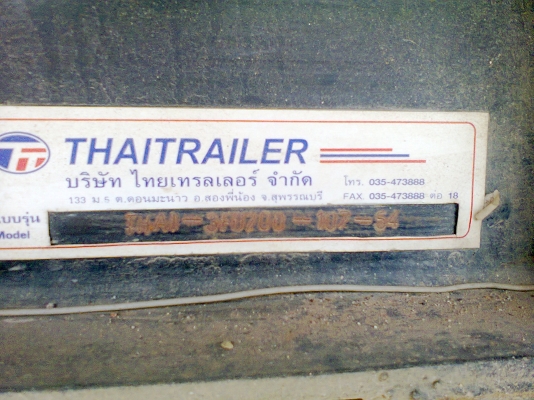 THAITRAILER
บริษัท ไทยเทรลเลอร์ จำกัด
โทร. 035-473888
133 ม.5 ต.ดอนมะนาว อ.สองพี่น้อง จ.สุพรรณบุรี
FAX. 035-473888 ต่อ 18
แบบรุ่น
Model